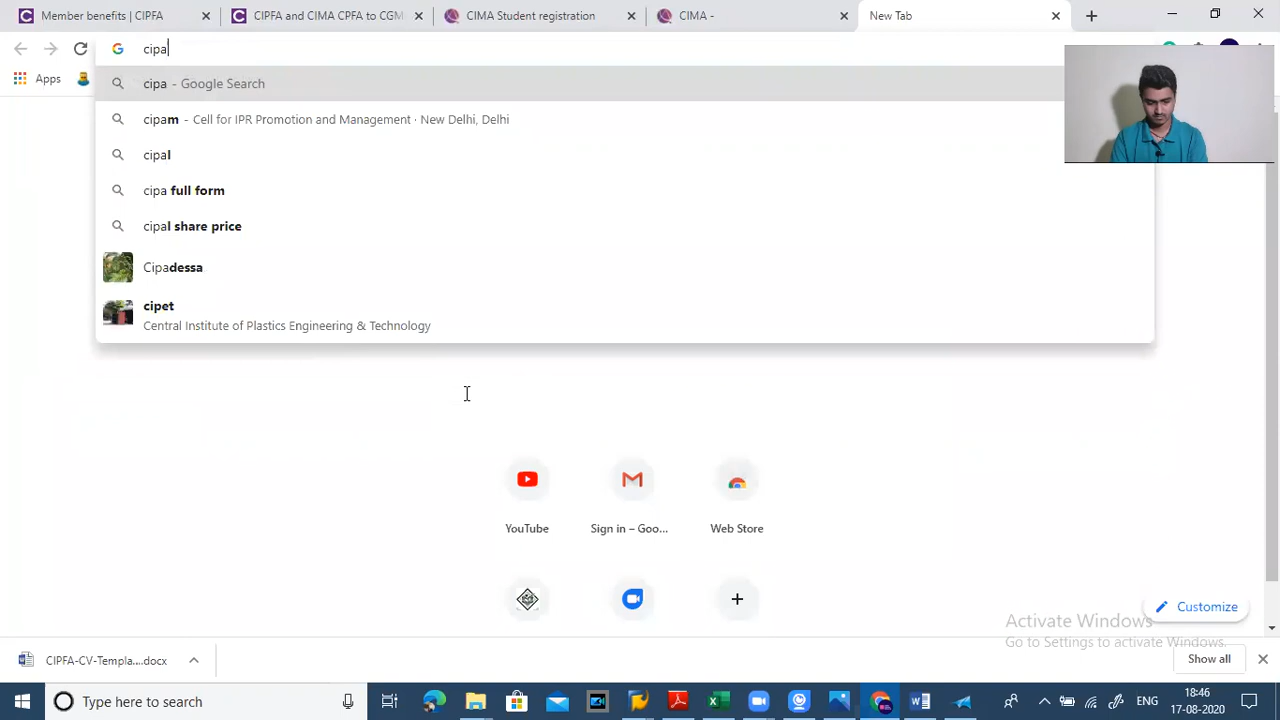 Member benefits | CIPFA
CIPFA and CIMA CPFA to CGM
CIMA Student registration
CIMA -
New Tab
cipa
Apps
cipa - Google Search
cipam - Cell for IPR Promotion and Management · New Delhi, Delhi
cipal
cipa full form
cipal share price
Cipadessa
cipet
Central Institute of Plastics Engineering & Technology
YouTube
Sign in – Goo...
Web Store
Customize
Activate Windows
Go to Settings to activate Windows.
CIPFA-CV-Templa....docx
Show all
Type here to search
ENG
18:46
17-08-2020